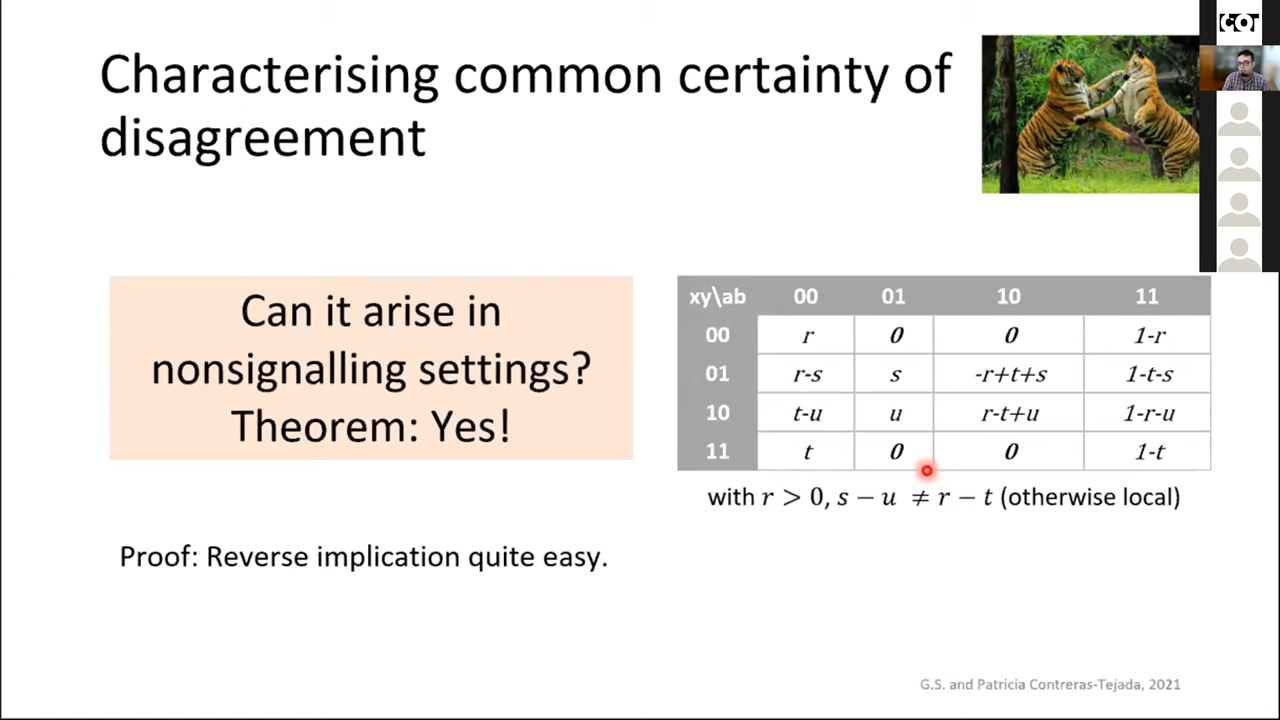 Characterising common certainty of
disagreement
Can it arise in
nonsignalling settings?
Theorem: Yes!
xy\ab 00 01 10 11
00 r 0 0 1-r
01 r-s s -r+t+s 1-t-s
10 t-u u r-t+u 1-r-u
11 t 0 0 1-t
with r > 0, s − u ≠ r − t (otherwise local)
Proof: Reverse implication quite easy.
G.S. and Patricia Contreras-Tejada, 2021